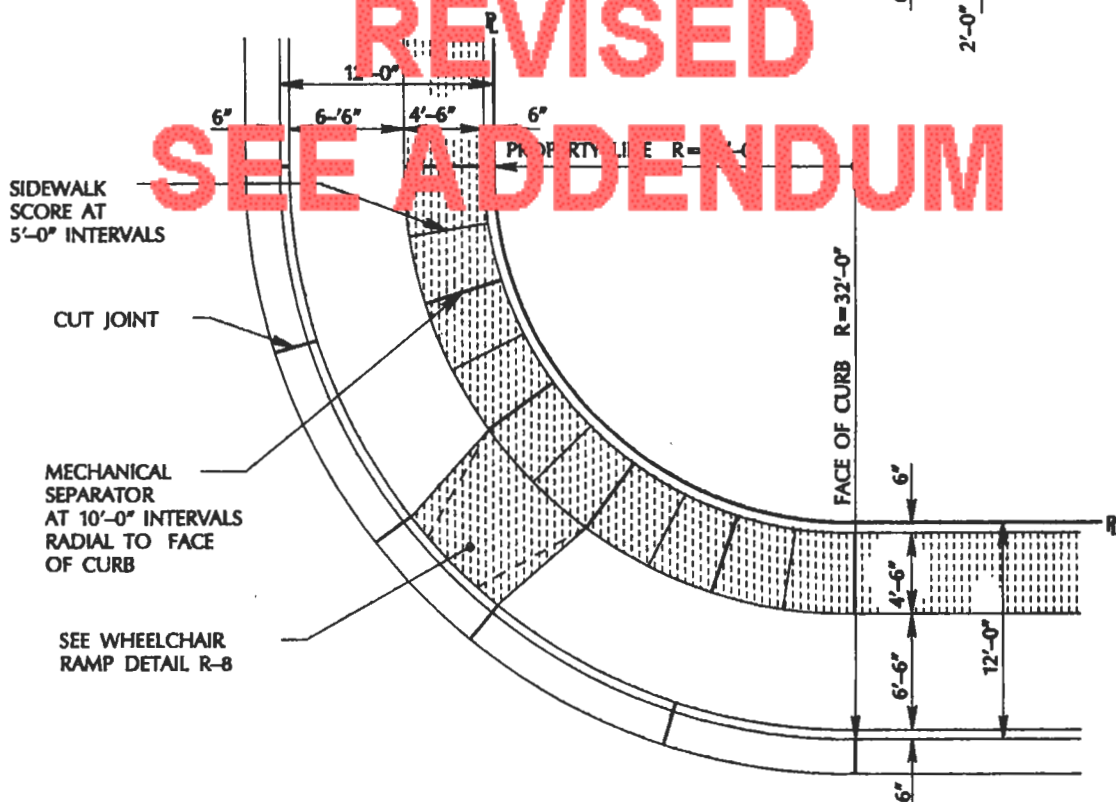 REVISED
SEE ADDENDUM
2'-0"
12'-0"
6" 6-'6" 4'-6" 6"
PROPERTY LINE R=
SIDEWALK
SCORE AT
5'-0" INTERVALS
CUT JOINT
FACE OF CURB R=32'-0"
MECHANICAL
SEPARATOR
AT 10'-0" INTERVALS
RADIAL TO FACE
OF CURB
SEE WHEELCHAIR
RAMP DETAIL R-8
6"
4'-6"
6'-6"
12'-0"
6"